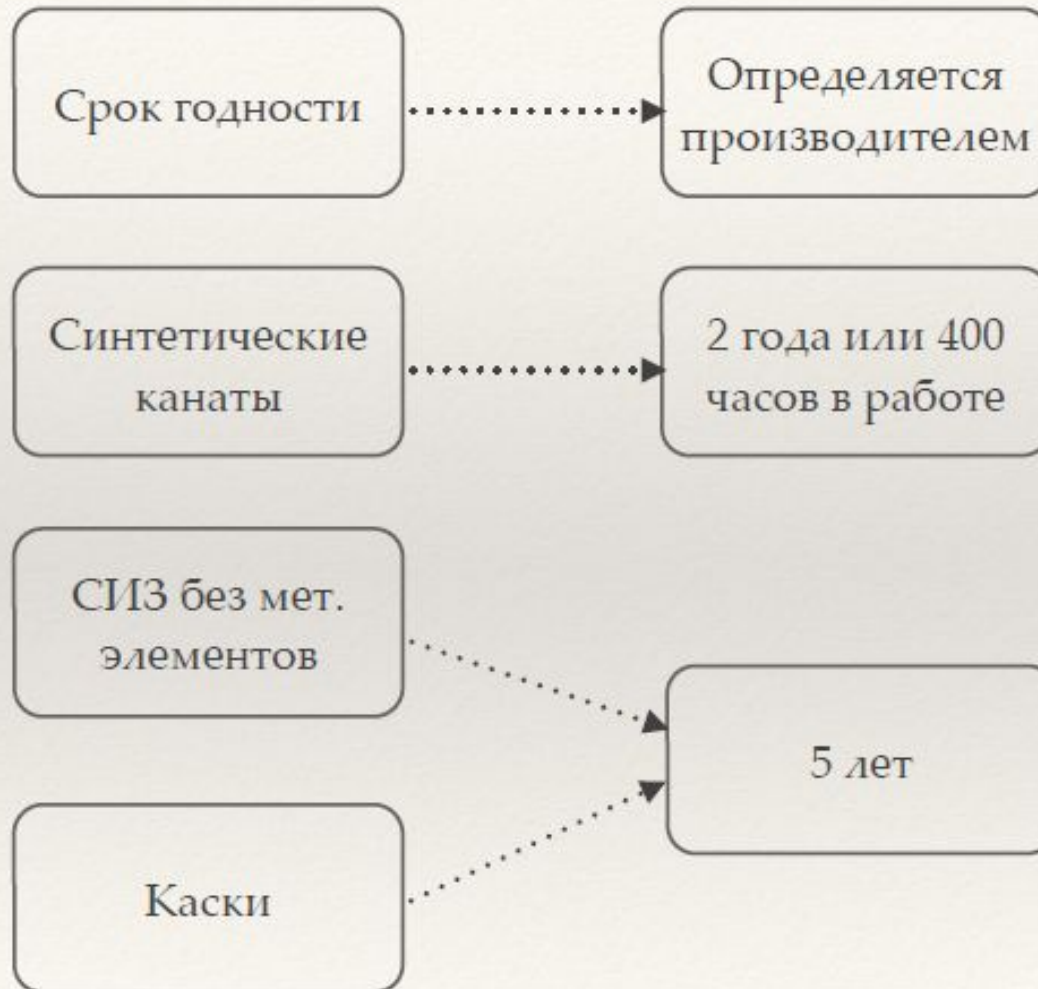 Срок годности
Определяется
производителем
Синтетические
канаты
2 года или 400
часов в работе
СИЗ без мет.
элементов
5 лет
Каски